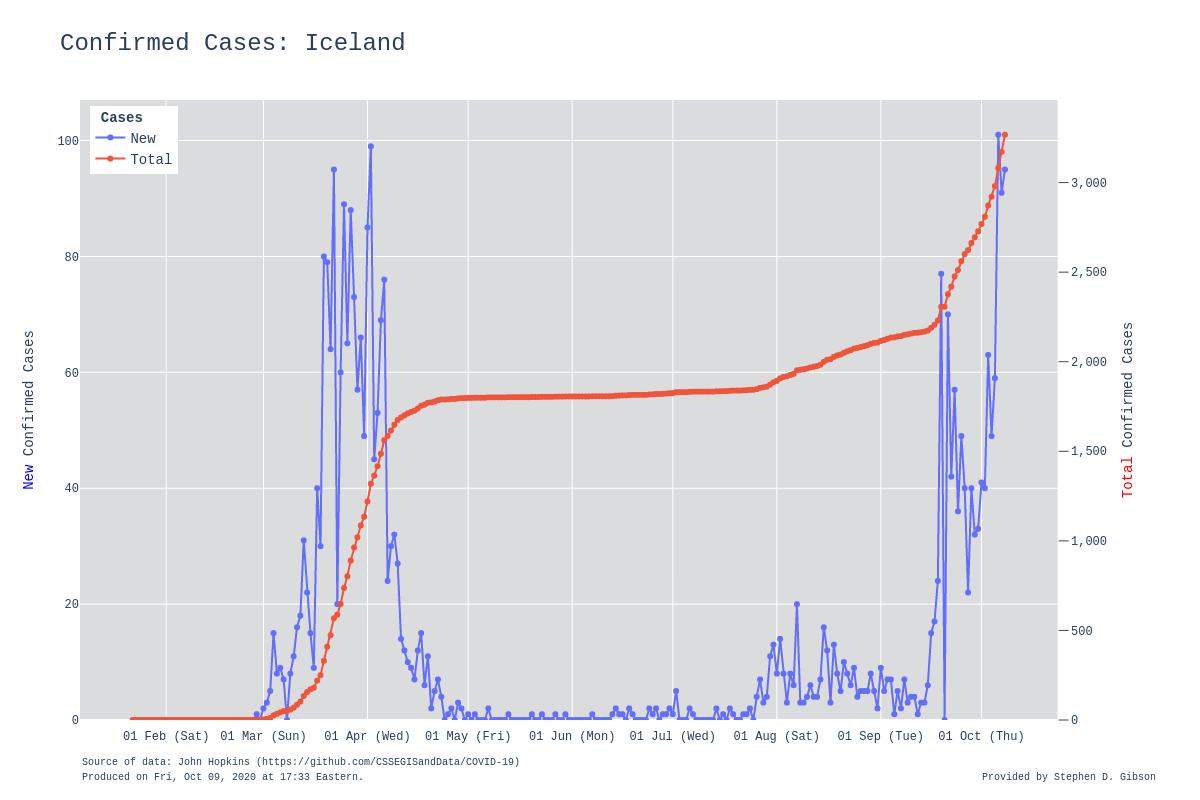 Confirmed Cases: Iceland
Cases
New
Total
100
80
60
40
20
0
New Confirmed Cases
3,000
2,500
2,000
1,500
1,000
500
0
Total Confirmed Cases
01 Feb (Sat) 01 Mar (Sun) 01 Apr (Wed) 01 May (Fri) 01 Jun (Mon) 01 Jul (Wed) 01 Aug (Sat) 01 Sep (Tue) 01 Oct (Thu)
Source of data: John Hopkins (https://github.com/CSSEGISandData/COVID-19)
Produced on Fri, Oct 09, 2020 at 17:33 Eastern.
Provided by Stephen D. Gibson